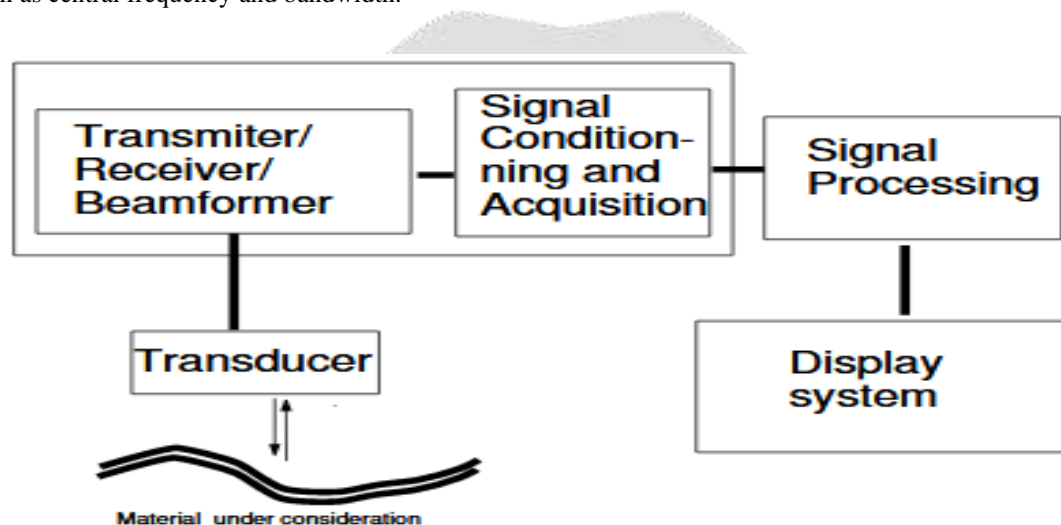 as central frequency and bandwidth.
Transmiter/
Receiver/
Beamformer
Signal
Condition-
ning and
Acquisition
Signal
Processing
Transducer
Display
system
Material under consideration